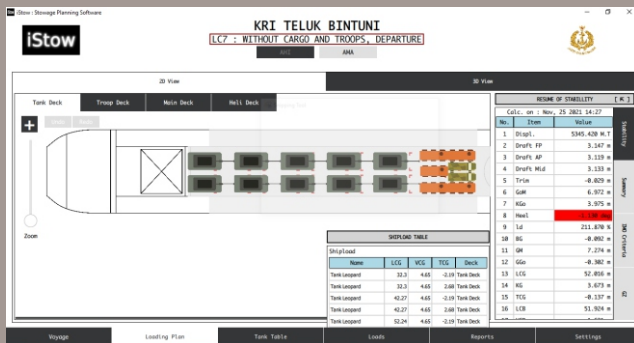 iStow : Stowage Planning Software
iStow
KRI TELUK BINTUNI
LC7 : WITHOUT CARGO AND TROOPS, DEPARTURE
AMA
2D View
3D View
Tank Deck
Troop Deck
Main Deck
Heli Deck
+
Zoom
RESUME OF STABILITY
Calc. on : Nov, 25 2021 14:27
No. Item Value
1 Displ. 5345.420 M.T
2 Draft FP 3.147 m
3 Draft AP 3.119 m
4 Draft Mid 3.133 m
5 Trim -0.029 m
6 GoM 6.972 m
7 KGo 3.975 m
8 Heel
9 ld 211.870 %
10 BG -0.092 m
11 GM 7.274 m
12 GGo -0.302 m
13 LCG 52.016 m
14 KG 3.673 m
15 TCG -0.137 m
16 LCB 51.924 m
Stability
Summary
IMO Criteria
GZ
SHIPLOAD TABLE
Shipload
Name LCG VCG TCG Deck
Tank Leopard 32.3 4.65 -2.19 Tank Deck
Tank Leopard 32.3 4.65 2.68 Tank Deck
Tank Leopard 42.27 4.65 -2.19 Tank Deck
Tank Leopard 42.27 4.65 2.68 Tank Deck
Tank Leopard 52.24 4.65 -2.19 Tank Deck
Voyage
Loading Plan
Tank Table
Loads
Reports
Settings